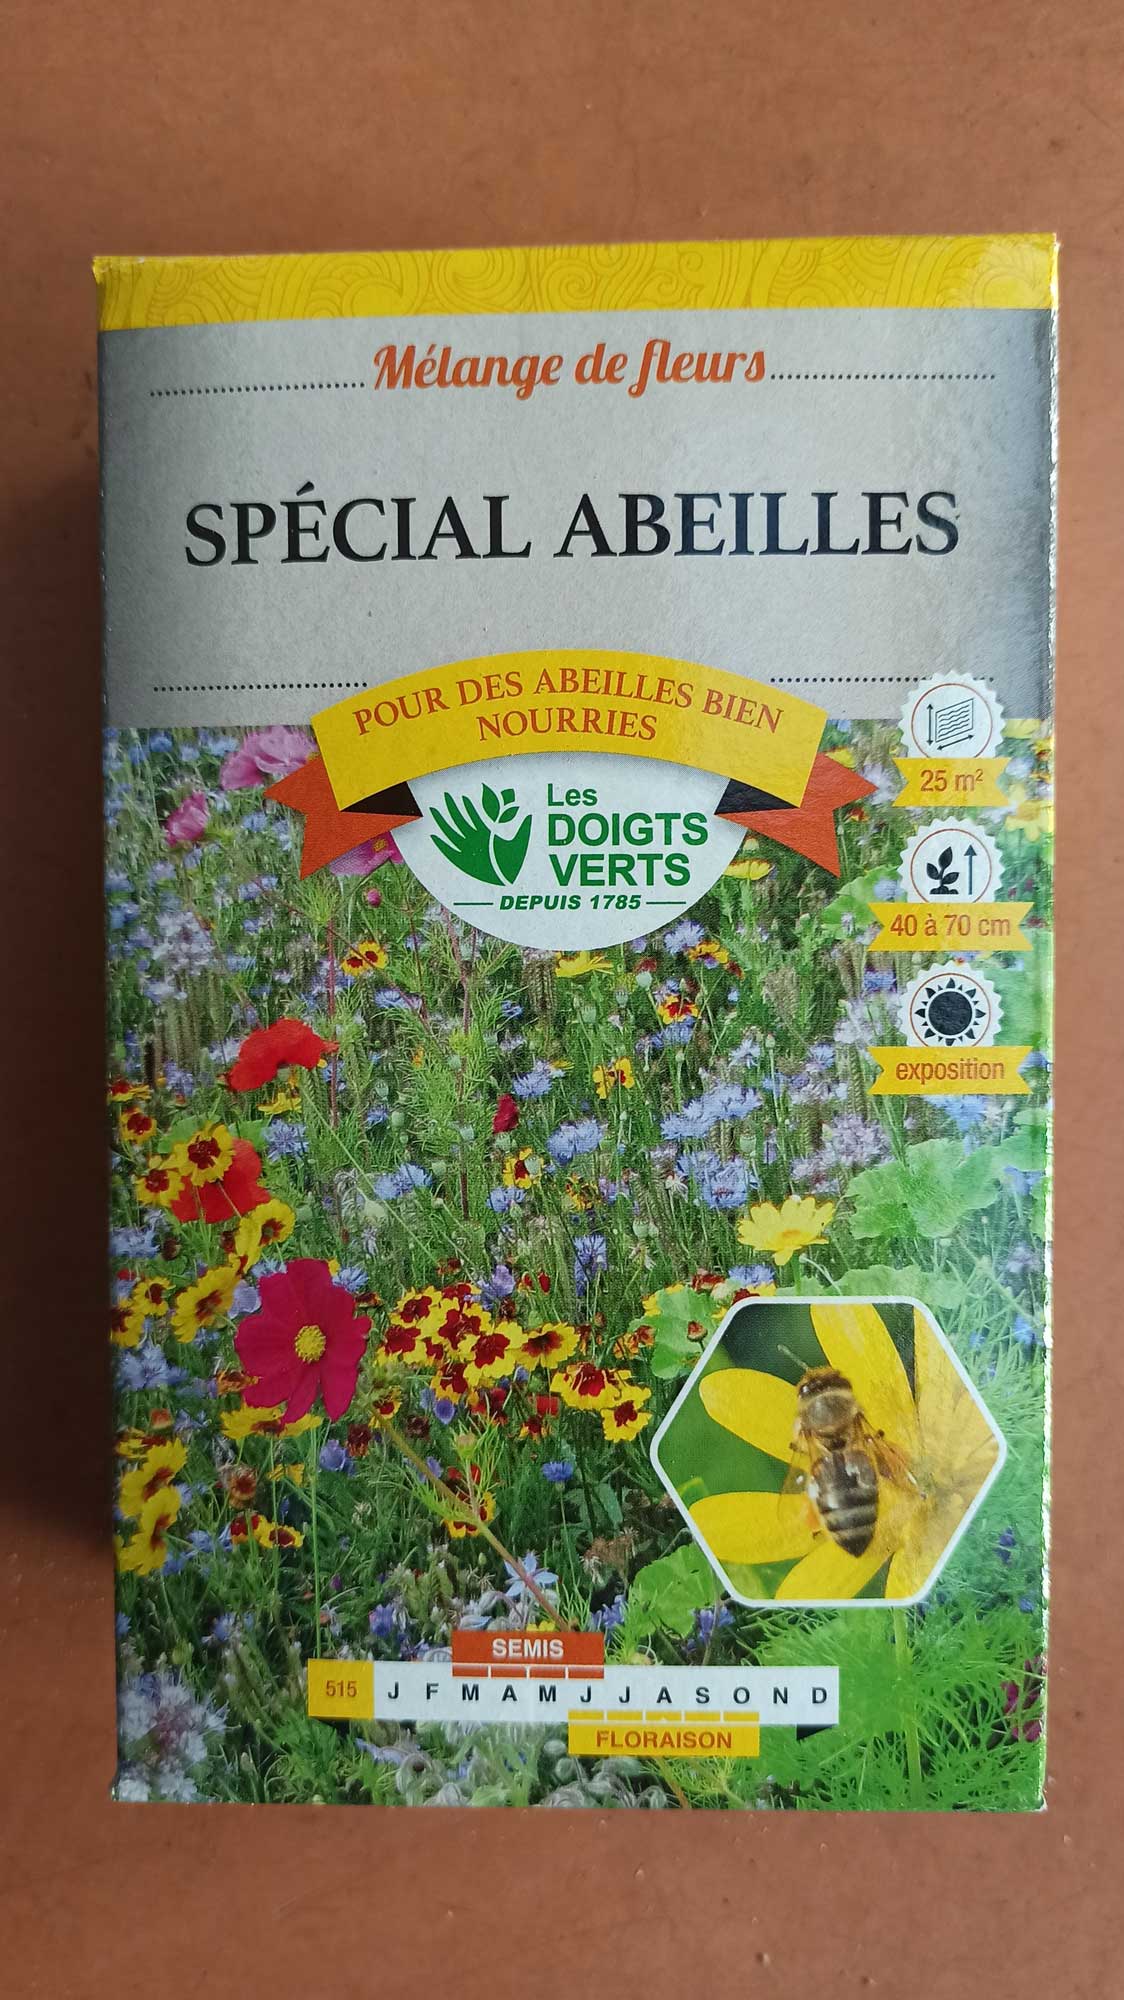 Mélange de fleurs
SPÉCIAL ABEILLES
POUR DES ABEILLES BIEN
NOURRIES
Les
DOIGTS
VERTS
DEPUIS 1785
25 m²
40 à 70 cm
exposition
SEMIS
515 J F M A M J J A S O N D
FLORAISON